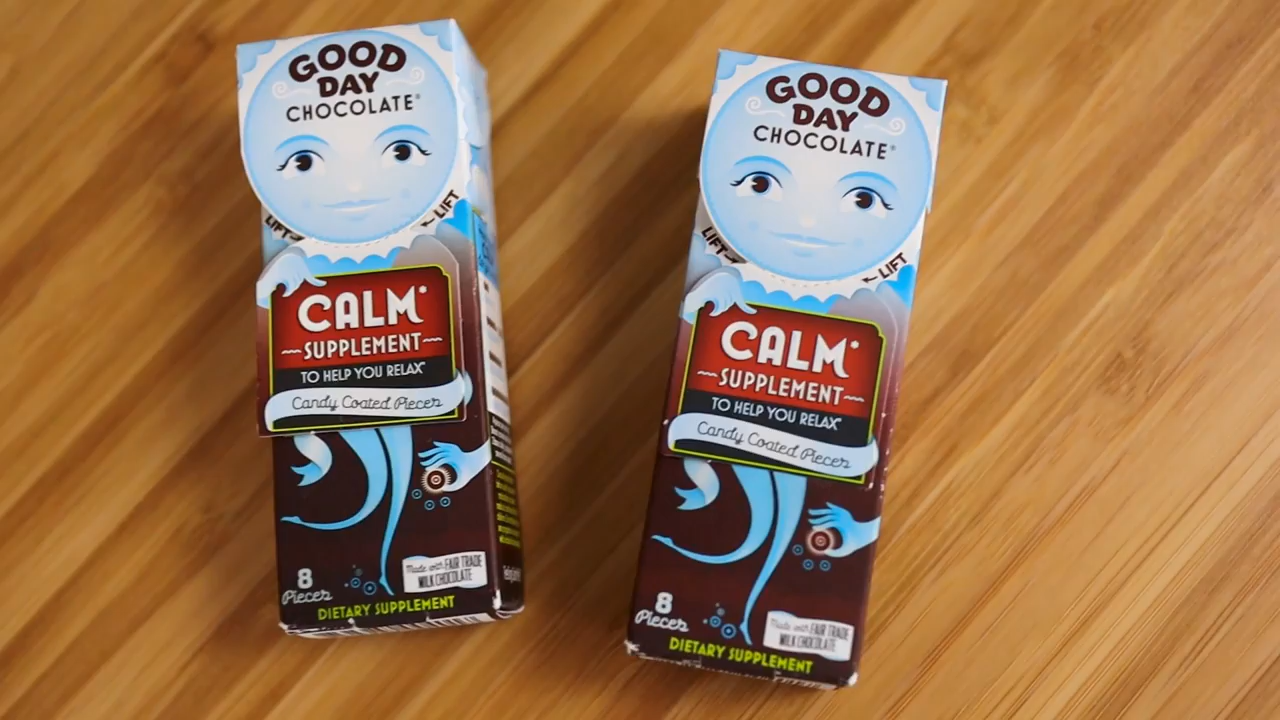 GOOD
DAY
CHOCOLATE®
LIFT
LIFT
CALM*
SUPPLEMENT
TO HELP YOU RELAX*
Candy Coated Pieces
8
Pieces
Made with FAIR TRADE
MILK CHOCOLATE
DIETARY SUPPLEMENT
GOOD
DAY
CHOCOLATE®
LIFT
LIFT
CALM*
SUPPLEMENT
TO HELP YOU RELAX*
Candy Coated Pieces
8
Pieces
Made with FAIR TRADE
MILK CHOCOLATE
DIETARY SUPPLEMENT